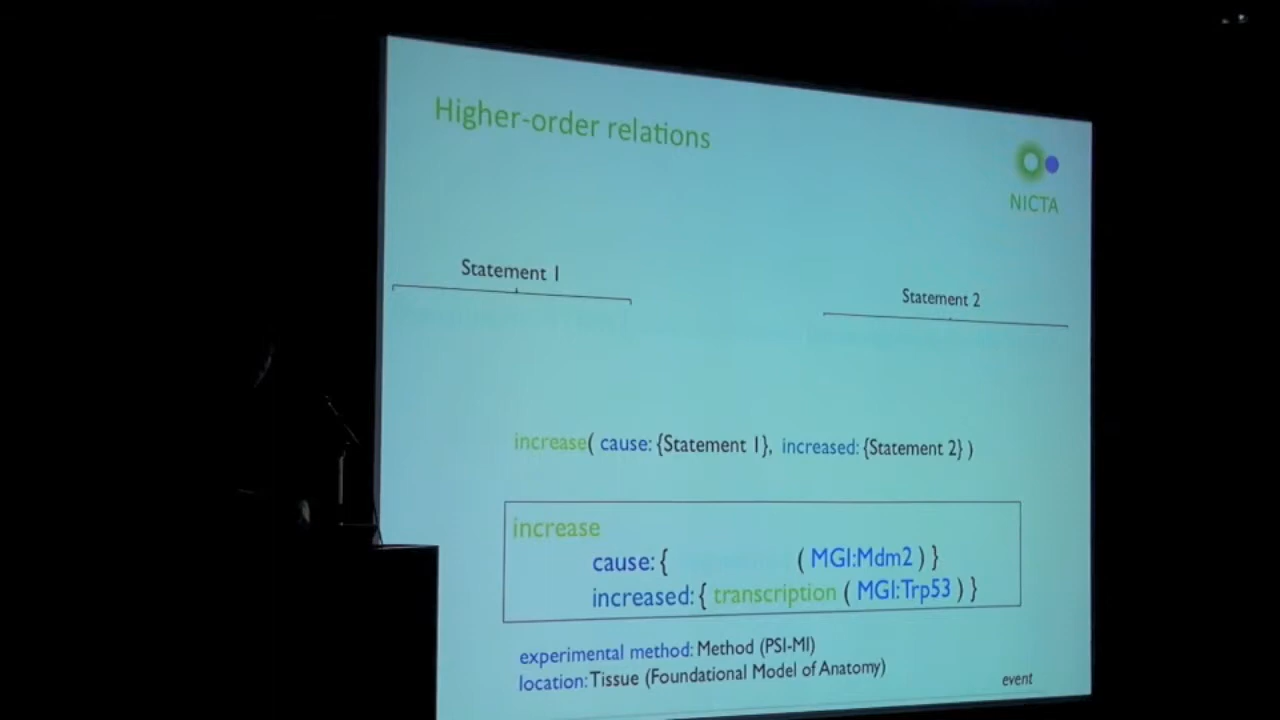 Higher-order relations
NICTA
Statement 1
Statement 2
increase( cause: {Statement 1}, increased: {Statement 2} )
increase
cause: { ( MGI:Mdm2 ) }
increased: { transcription ( MGI:Trp53 ) }
experimental method: Method (PSI-MI)
location: Tissue (Foundational Model of Anatomy)
event